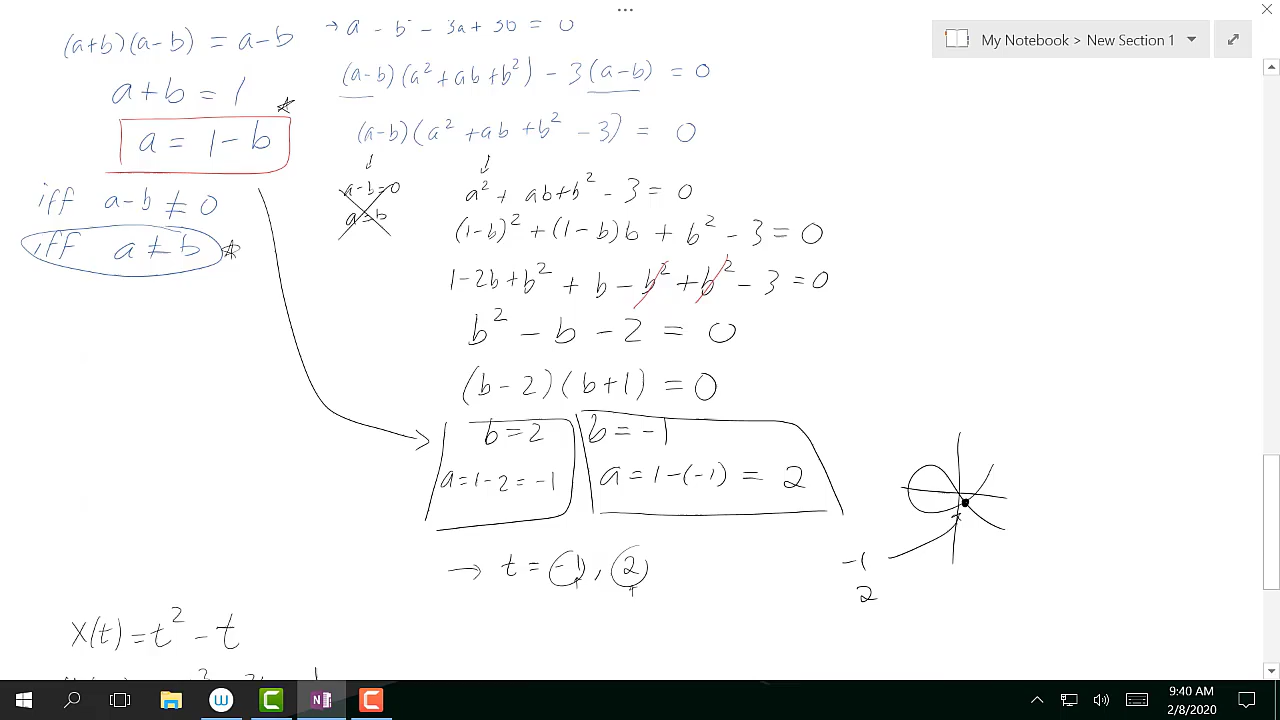 ...
My Notebook > New Section 1
(a+b)(a-b) = a-b
a+b = 1
a = 1-b
iff a-b ≠ 0
iff a ≠ b
→ a - b - 3a + 3b = 0
(a-b)(a² + ab + b²) - 3(a-b) = 0
(a-b)(a² + ab + b² - 3) = 0
a-b=0
a=b
a² + ab + b² - 3 = 0
(1-b)² + (1-b)b + b² - 3 = 0
1 - 2b + b² + b - b² + b² - 3 = 0
b² - b - 2 = 0
(b-2)(b+1) = 0
b = 2
a = 1-2 = -1
b = -1
a = 1-(-1) = 2
→ t = -1, 2
-1
2
X(t) = t² - t
9:40 AM
2/8/2020